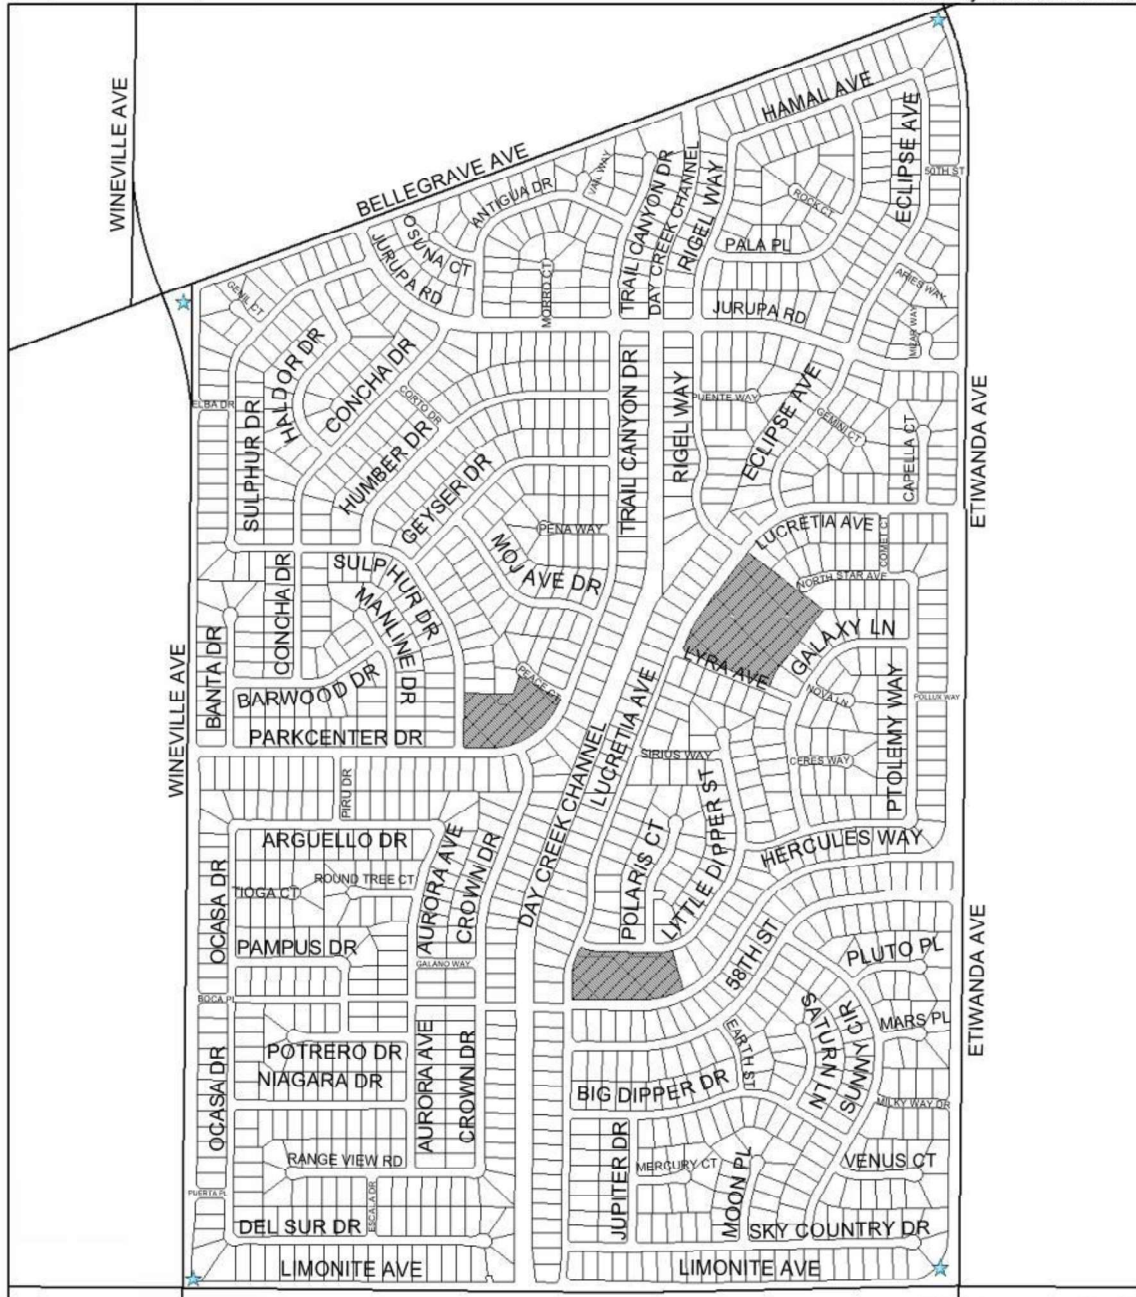 WINEVILLE AVE
BELLEGRAVE AVE
HAMAL AVE
ECLIPSE AVE
50TH ST
VAIL WAY
ANTIGUA DR
TRAIL CANYON DR
DAY CREEK CHANNEL
RIGEL WAY
ROCK CT
PALA PL
OSUNA CT
JURUPA RD
MORRO CT
GENIL CT
JURUPA RD
ARIES WAY
MIZAR WAY
HALDOR DR
CONCHA DR
CORTO DR
ELBA DR
SULPHUR DR
HUMBER DR
GEYSER DR
TRAIL CANYON DR
RIGEL WAY
PUENTE WAY
ECLIPSE AVE
GEMINI CT
CAPELLA CT
ETIWANDA AVE
PENA WAY
MOJAVE DR
LUCRETIA AVE
COMET CT
NORTH STAR AVE
SULPHUR DR
MANLINE DR
CONCHA DR
BANTA DR
WINEVILLE AVE
BARWOOD DR
PARKCENTER DR
PEACE CT
GALAXY LN
LYRA AVE
NOVA LN
PTOLEMY WAY
POLLUX WAY
LUCRETIA AVE
DAY CREEK CHANNEL
SIRIUS WAY
CERES WAY
PIRU DR
ARGUELLO DR
ROUND TREE CT
TIOGA CT
OCASA DR
PAMPUS DR
AURORA AVE
CROWN DR
GALANO WAY
POLARIS CT
LITTLE DIPPER ST
HERCULES WAY
58TH ST
PLUTO PL
ETIWANDA AVE
BOCA PL
OCASA DR
POTRERO DR
NIAGARA DR
AURORA AVE
CROWN DR
EARTH ST
SATURN LN
SUNNY CIR
MARS PL
BIG DIPPER DR
MILKY WAY DR
RANGE VIEW RD
JUPITER DR
MERCURY CT
MOON PL
VENUS CT
PUERTA PL
ESCALA DR
DEL SUR DR
SKY COUNTRY DR
LIMONITE AVE
LIMONITE AVE